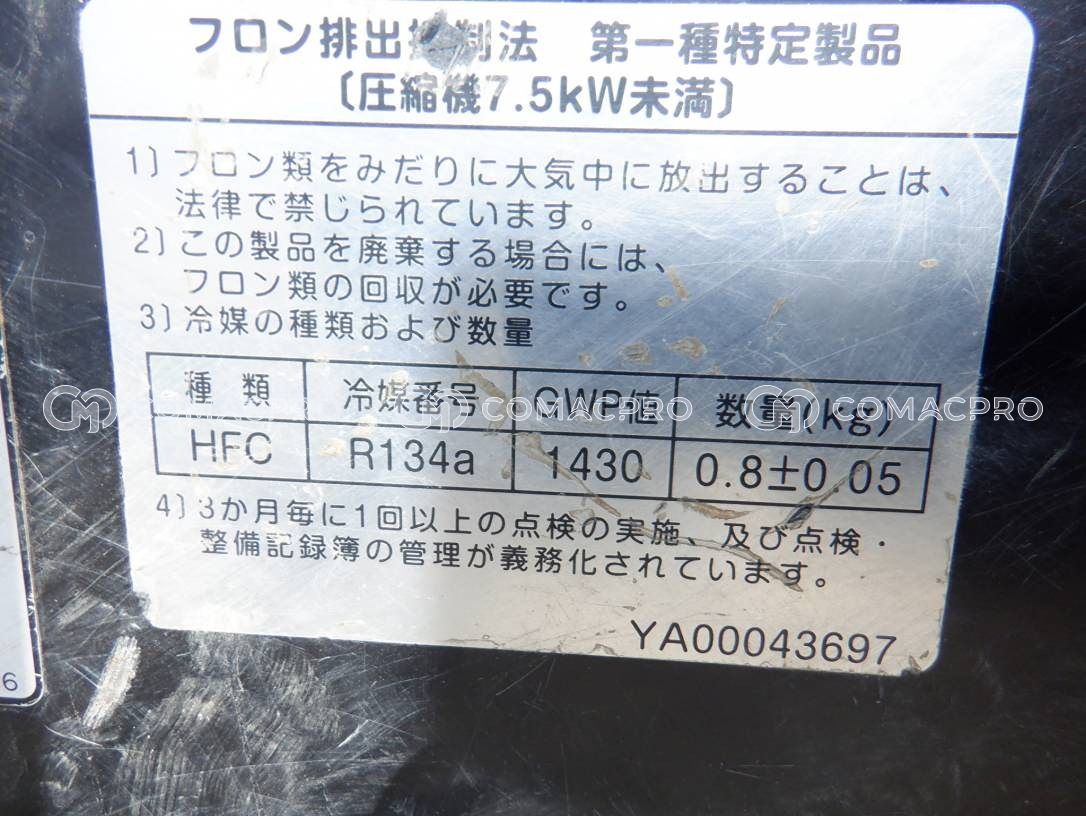 フロン排出抑制法 第一種特定製品
〔圧縮機7.5kW未満〕
1) フロン類をみだりに大気中に放出することは、
法律で禁じられています。
2) この製品を廃棄する場合には、
フロン類の回収が必要です。
3) 冷媒の種類および数量
種類 冷媒番号 GWP値 数量(kg)
HFC R134a 1430 0.8±0.05
4) 3か月毎に1回以上の点検の実施、及び点検・
整備記録簿の管理が義務化されています。
YA00043697
6
COMACPRO COMACPRO COMACPRO